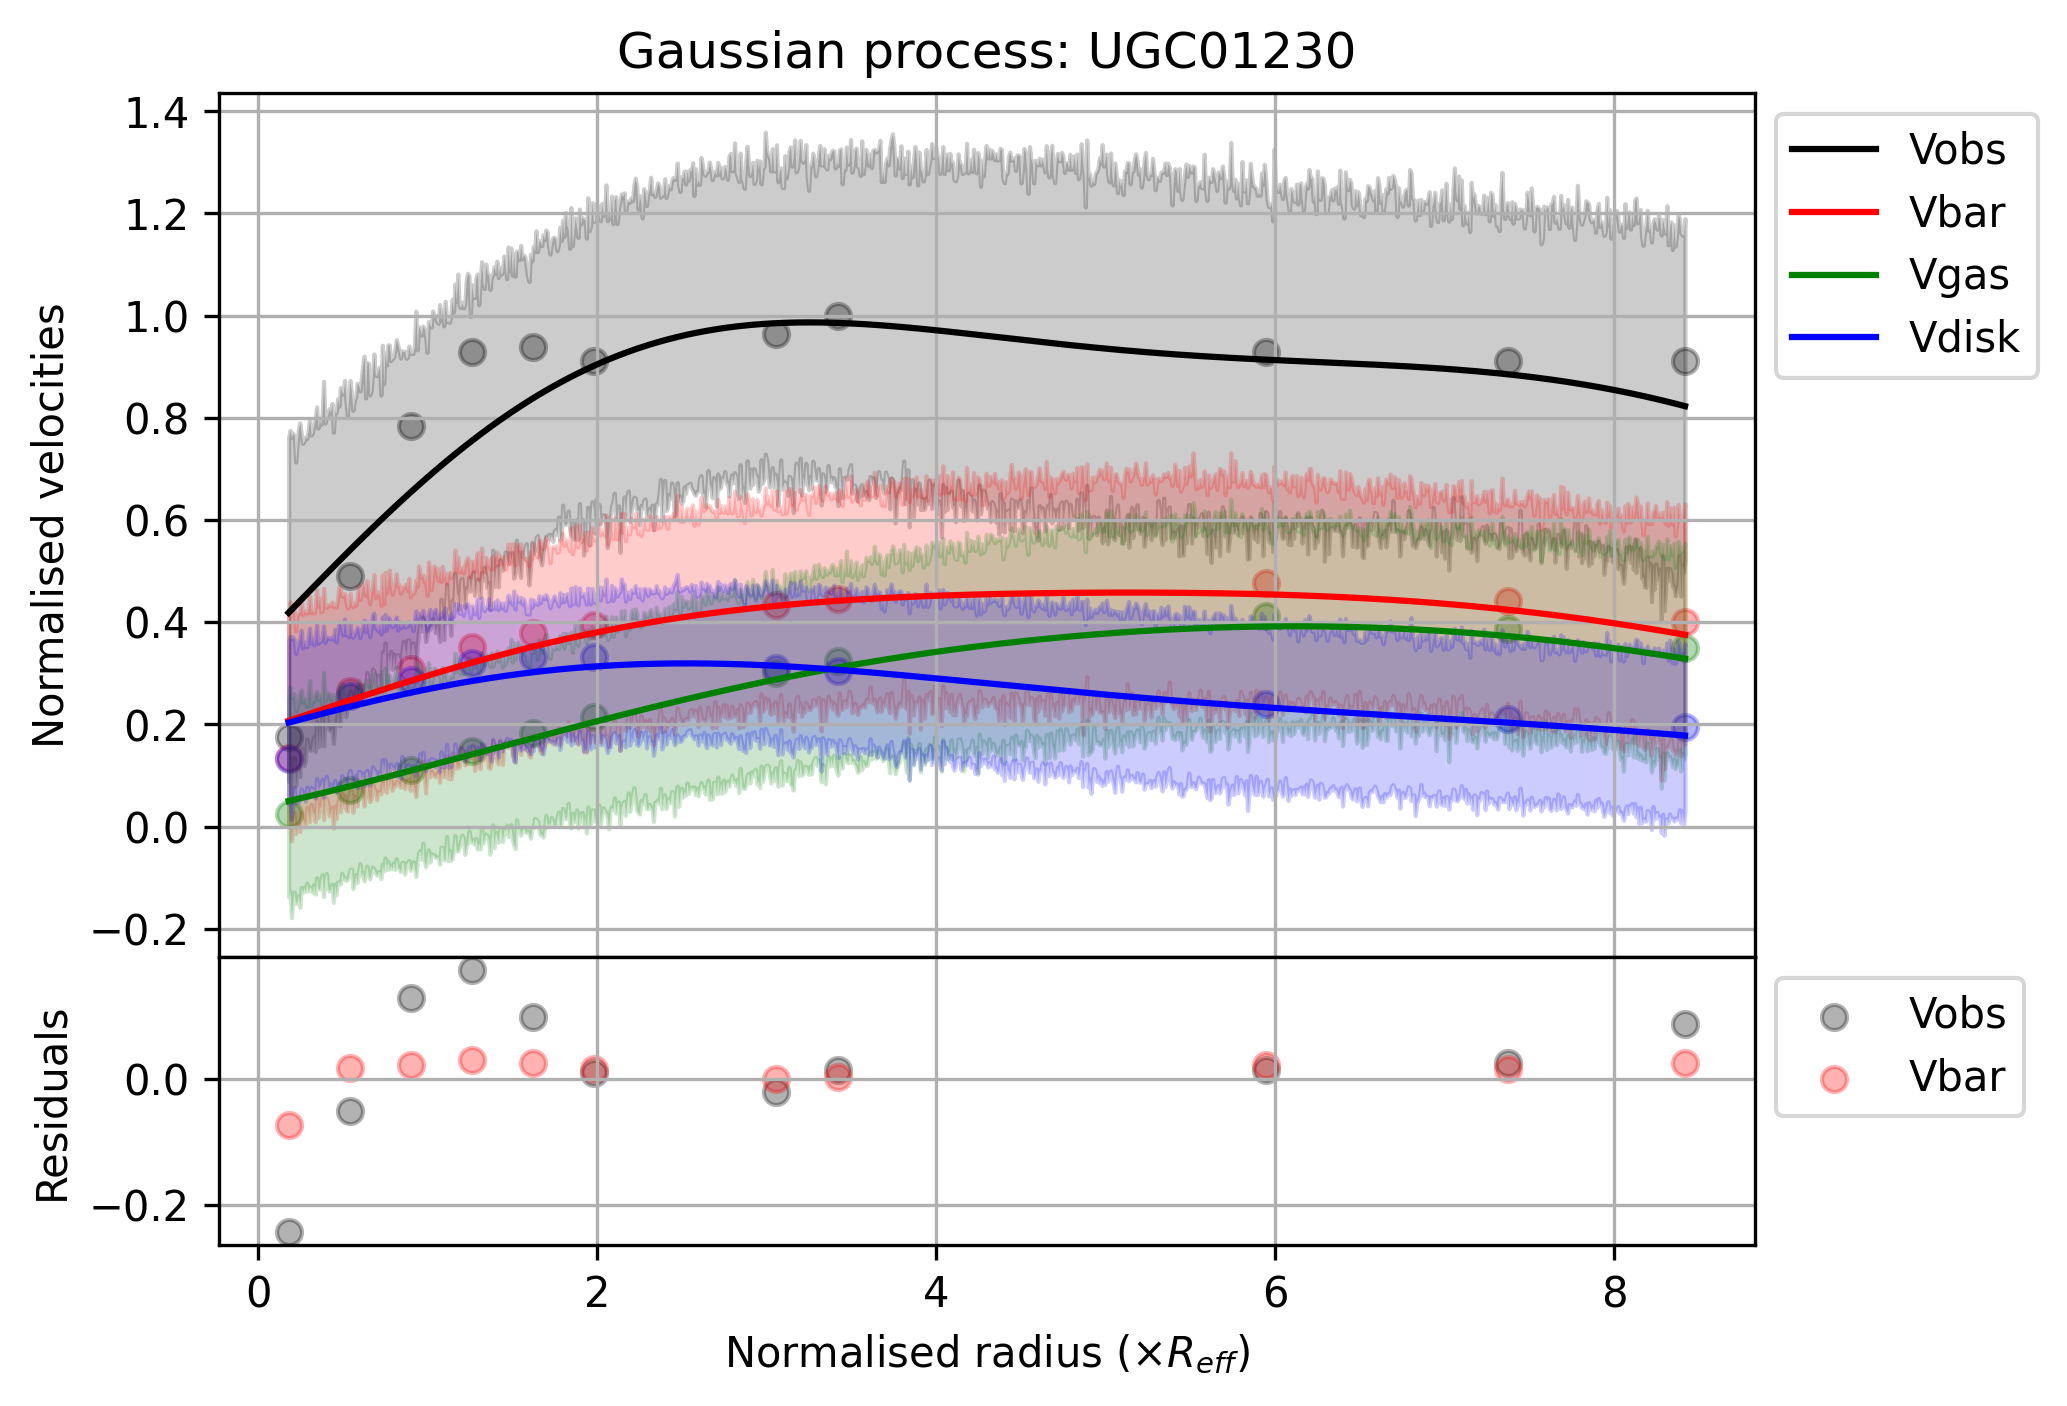 Gaussian process: UGC01230
Normalised velocities
1.4
1.2
1.0
0.8
0.6
0.4
0.2
0.0
−0.2
Vobs
Vbar
Vgas
Vdisk
Residuals
0.0
−0.2
Vobs
Vbar
0 2 4 6 8
Normalised radius (×R_eff)